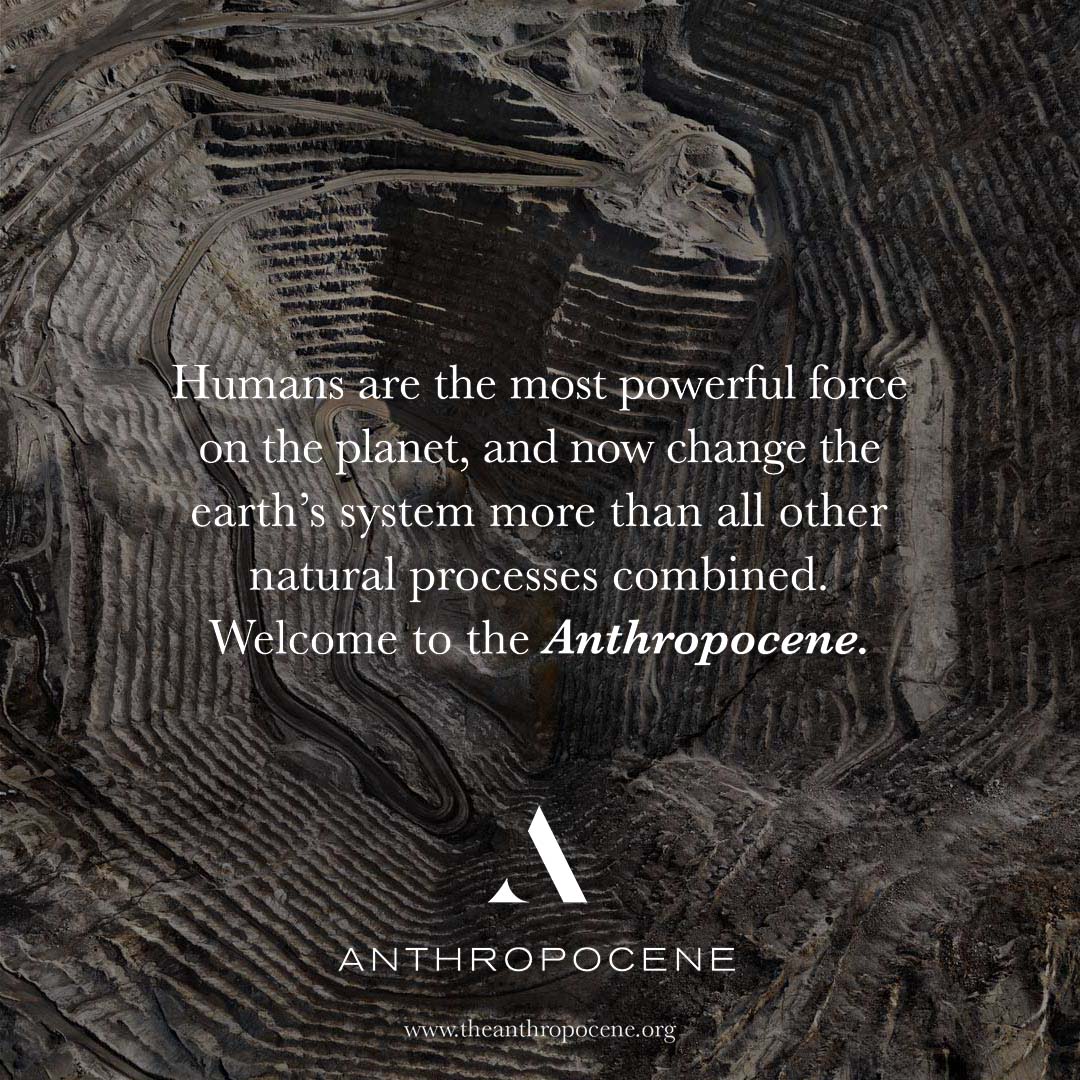 Humans are the most powerful force
on the planet, and now change the
earth’s system more than all other
natural processes combined.
Welcome to the Anthropocene.
ANTHROPOCENE
www.theanthropocene.org